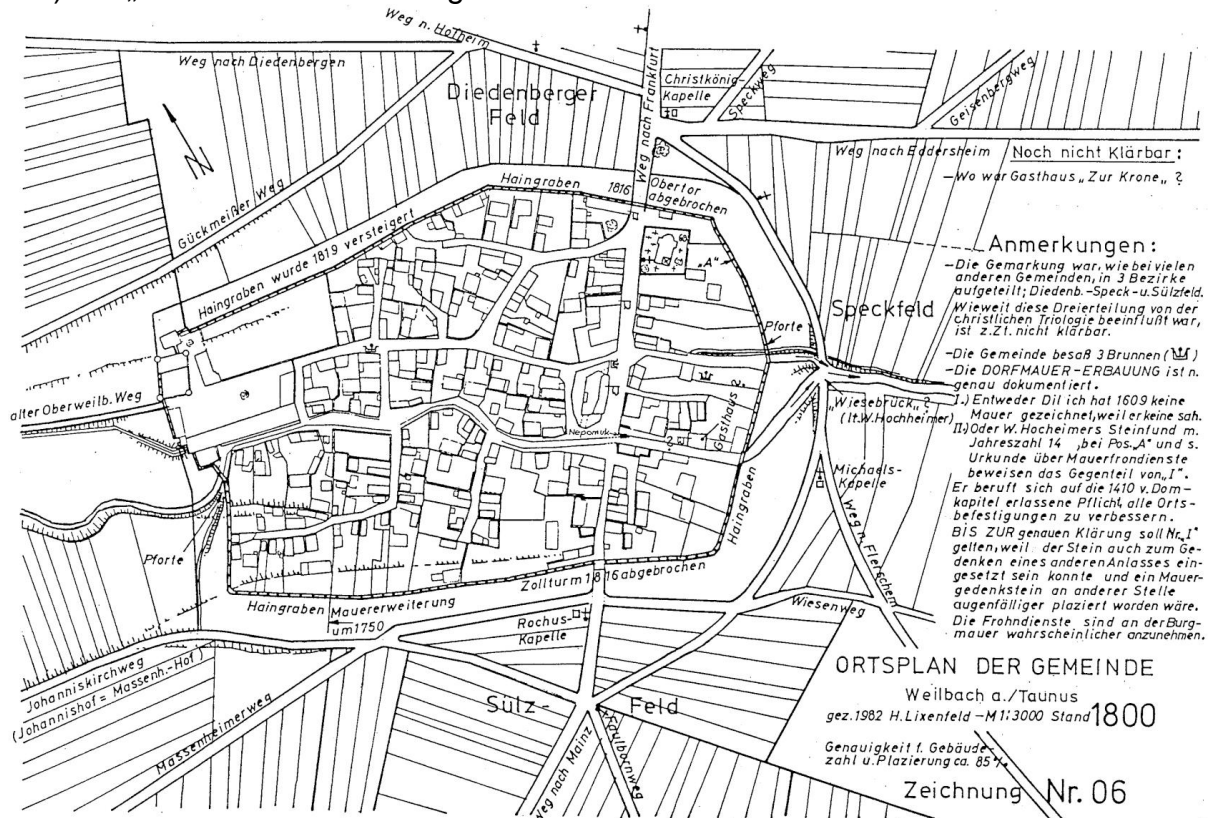 Weg n. Hofheim
Weg nach Diedenbergen
Diedenberger
Feld
Weg nach Frankfurt
Christkönig-
Kapelle
Speckweg
Geisenbergweg
Weg nach Eddersheim
Noch nicht Klärbar :
-Wo war Gasthaus „Zur Krone„ ?
N
Gückmeißer Weg
Haingraben
1816
Obertor
abgebrochen
Haingraben wurde 1819 versteigert
„A"
Pforte
Speckfeld
Anmerkungen :
-Die Gemarkung war, wie bei vielen
anderen Gemeinden, in 3 Bezirke
aufgeteilt; Diedenb.-Speck-u.Sülzfeld.
Wieweit diese Dreierteilung von der
christlichen Triologie beeinflußt war,
ist z.Zt. nicht klärbar.
-Die Gemeinde besaß 3 Brunnen ( )
-Die DORFMAUER-ERBAUUNG ist n.
genau dokumentiert.
I.) Entweder Dilich hat 1609 keine
Mauer gezeichnet, weil er keine sah.
II.) Oder W. Hocheimers Steinfund m.
Jahreszahl 14 , bei Pos.„A" und s.
Urkunde über Mauerfrondienste
beweisen das Gegenteil von„I".
Er beruft sich auf die 1410 v. Dom-
kapitel erlassene Pflicht, alle Orts-
befestigungen zu verbessern.
BIS ZUR genauen Klärung soll Nr.„I"
gelten, weil der Stein auch zum Ge-
denken eines anderen Anlasses ein-
gesetzt sein konnte und ein Mauer-
gedenkstein an anderer Stelle
augenfälliger plaziert worden wäre.
Die Frohndienste sind an der Burg-
mauer wahrscheinlicher anzunehmen.
alter Oberweilb. Weg
Gasthaus
Nepomuk
„Wiesebrück" ?
(lt. W. Hochheimer)
Michaels-
Kapelle
Haingraben
Weg n. Flerschem
Pforte
Zollturm 1816 abgebrochen
Haingraben
Mauererweiterung
um 1750
Rochus-
Kapelle
Wiesenweg
Johanniskirchweg
(Johannishof = Massenh.-Hof)
Massenheimerweg
Sülz-Feld
Weg nach Mainz
Faulbornweg
ORTSPLAN DER GEMEINDE
Weilbach a./Taunus
gez. 1982 H. Lixenfeld - M 1:3000 Stand 1800
Genauigkeit f. Gebäude-
zahl u. Plazierung ca. 85%
Zeichnung Nr. 06